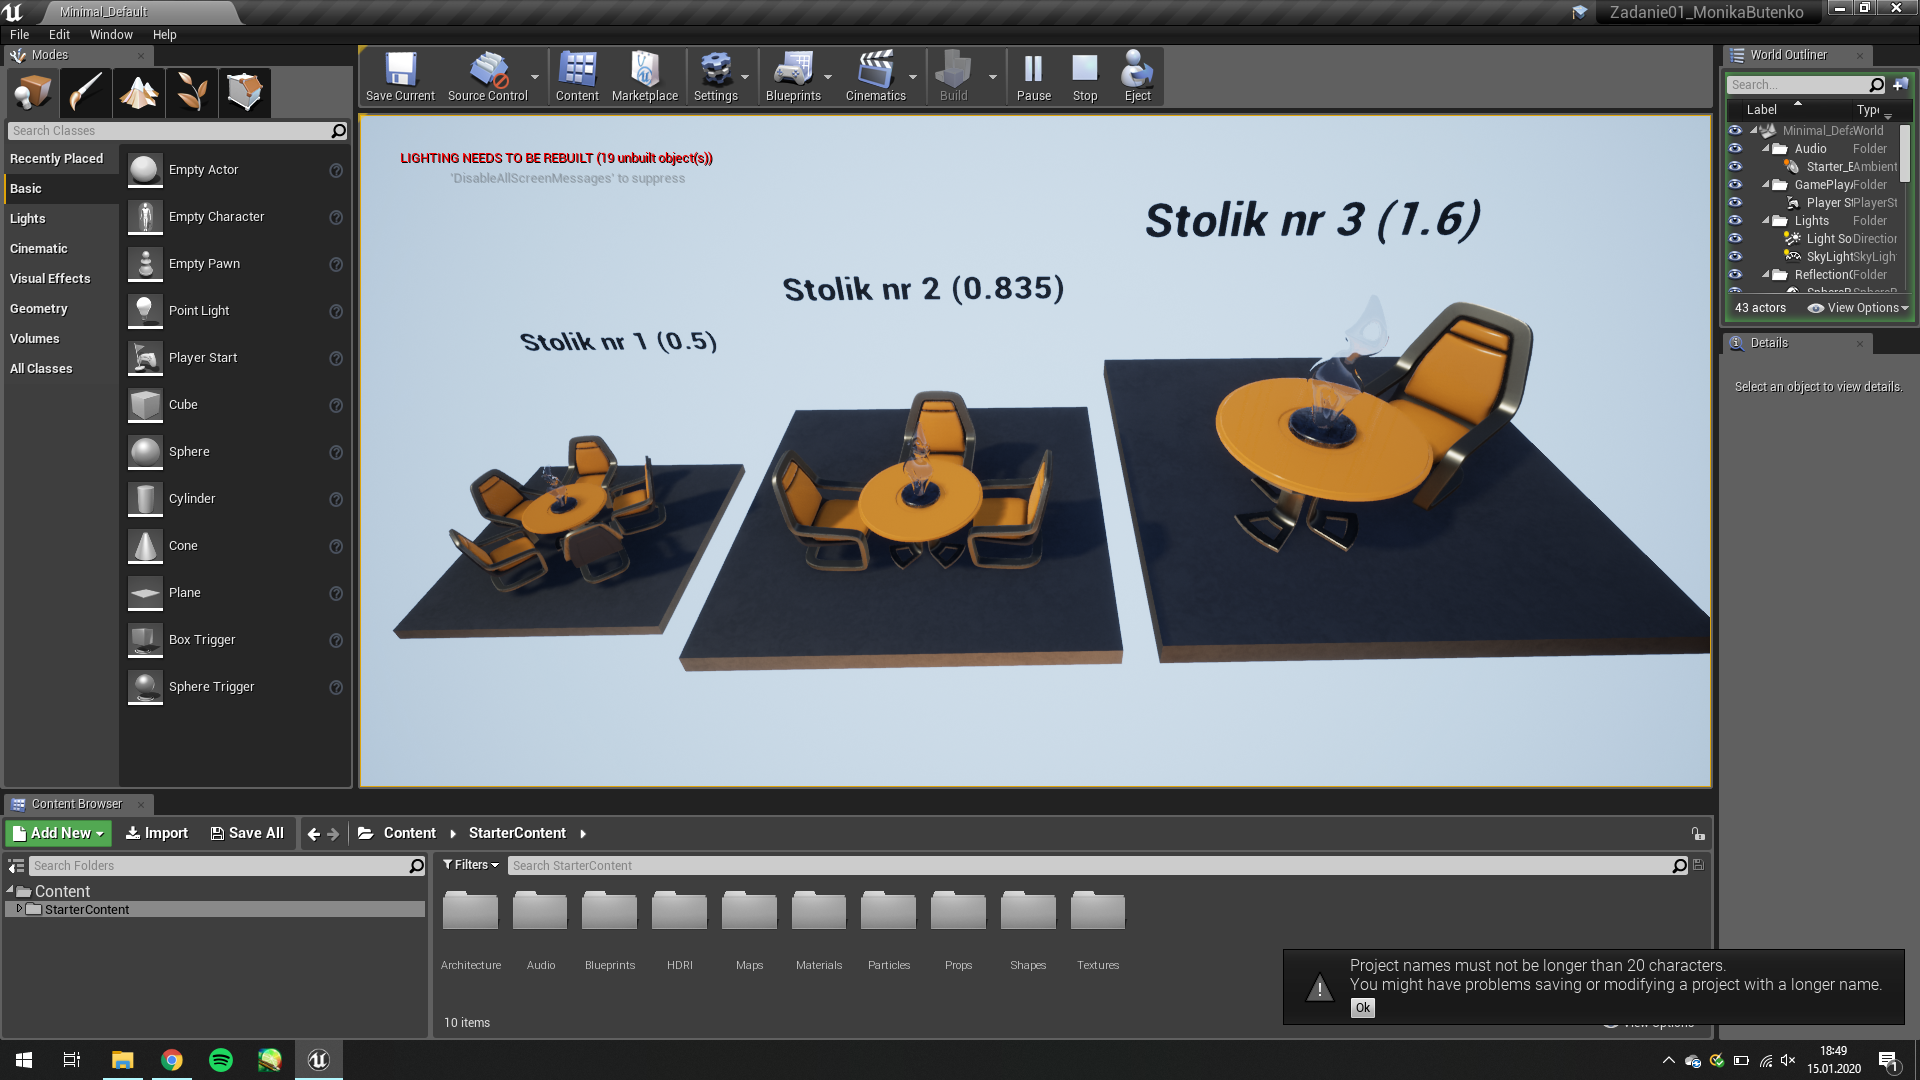 Minimal_Default
Zadanie01_MonikaButenko
File Edit Window Help
Modes
Search Classes
Recently Placed
Basic
Lights
Cinematic
Visual Effects
Geometry
Volumes
All Classes
Empty Actor
Empty Character
Empty Pawn
Point Light
Player Start
Cube
Sphere
Cylinder
Cone
Plane
Box Trigger
Sphere Trigger
Save Current Source Control Content Marketplace Settings Blueprints Cinematics Build Pause Stop Eject
LIGHTING NEEDS TO BE REBUILT (19 unbuilt object(s))
'DisableAllScreenMessages' to suppress
Stolik nr 1 (0.5)
Stolik nr 2 (0.835)
Stolik nr 3 (1.6)
World Outliner
Search...
Label Type
Minimal_Defa World
Audio Folder
Starter_B Ambient
GamePlay Folder
Player St PlayerSt
Lights Folder
Light So Direction
SkyLight SkyLigh
Reflection Folder
43 actors View Options
Details
Select an object to view details.
Content Browser
Add New Import Save All Content StarterContent
Search Folders
Content
StarterContent
Filters Search StarterContent
Architecture Audio Blueprints HDRI Maps Materials Particles Props Shapes Textures
10 items
View Options
Project names must not be longer than 20 characters.
You might have problems saving or modifying a project with a longer name.
Ok
18:49
15.01.2020
1